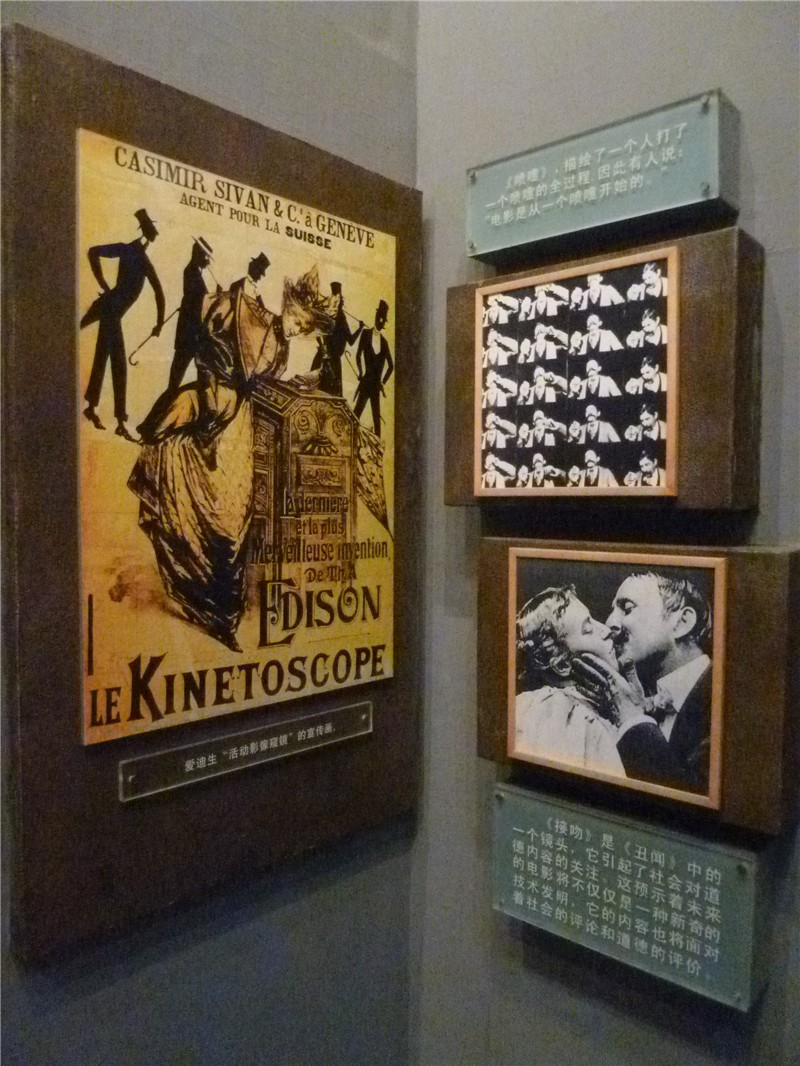 CASIMIR SIVAN & C.ie à GENÈVE
AGENT POUR LA SUISSE
la dernière
et la plus
Merveilleuse invention
De Th. A
EDISON
LE KINETOSCOPE
爱迪生“活动影像窥镜”的宣传画。
《喷嚏》，描绘了一个人打了
一个喷嚏的全过程，因此有人说：
“电影是从一个喷嚏开始的。”
《接吻》是《丑闻》中的
一个镜头，它引起了社会对道
德内容的关注，这预示着未来
的电影将不仅仅是一种新奇的
技术发明，它的内容也将面对
着社会的评论和道德的评价。